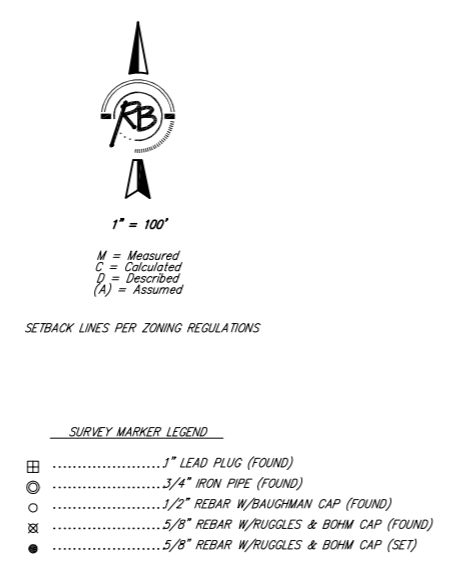 RB
1" = 100'
M = Measured
C = Calculated
D = Described
(A) = Assumed
SETBACK LINES PER ZONING REGULATIONS
SURVEY MARKER LEGEND
......................1" LEAD PLUG (FOUND)
......................3/4" IRON PIPE (FOUND)
......................1/2" REBAR W/BAUGHMAN CAP (FOUND)
......................5/8" REBAR W/RUGGLES & BOHM CAP (FOUND)
......................5/8" REBAR W/RUGGLES & BOHM CAP (SET)